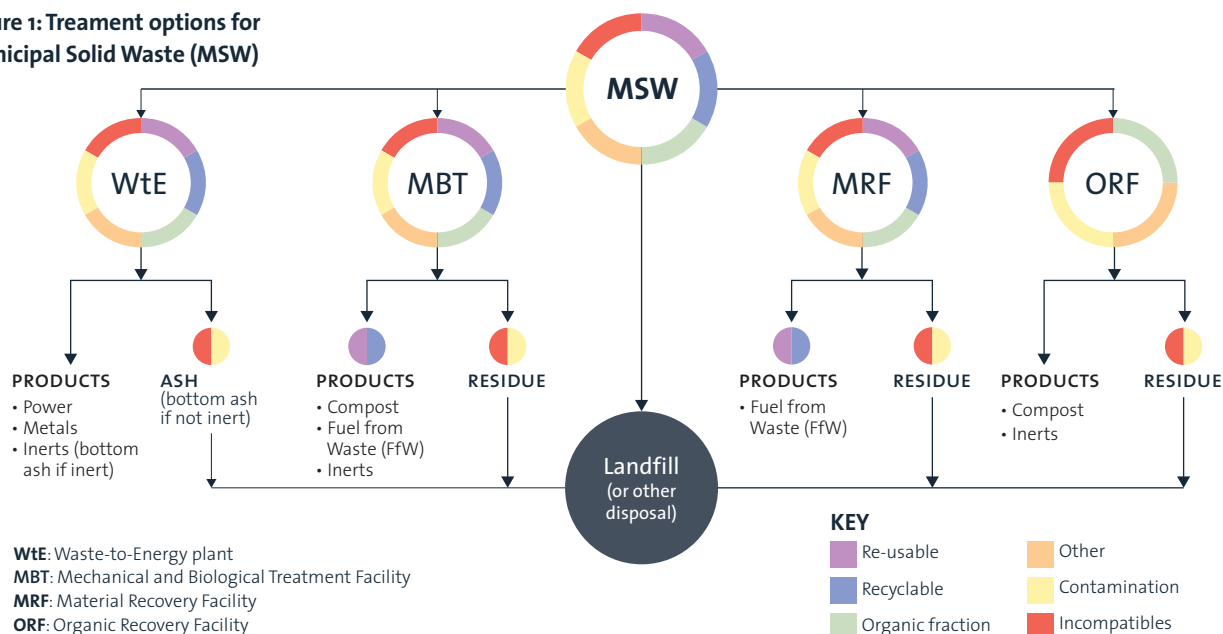 ure 1: Treament options for
nicipal Solid Waste (MSW)
MSW
WtE
MBT
MRF
ORF
PRODUCTS
• Power
• Metals
• Inerts (bottom
ash if inert)
ASH
(bottom ash
if not inert)
PRODUCTS
• Compost
• Fuel from
Waste (FfW)
• Inerts
RESIDUE
PRODUCTS
• Fuel from
Waste (FfW)
RESIDUE
PRODUCTS
• Compost
• Inerts
RESIDUE
Landfill
(or other
disposal)
WtE: Waste-to-Energy plant
MBT: Mechanical and Biological Treatment Facility
MRF: Material Recovery Facility
ORF: Organic Recovery Facility
KEY
Re-usable
Recyclable
Organic fraction
Other
Contamination
Incompatibles